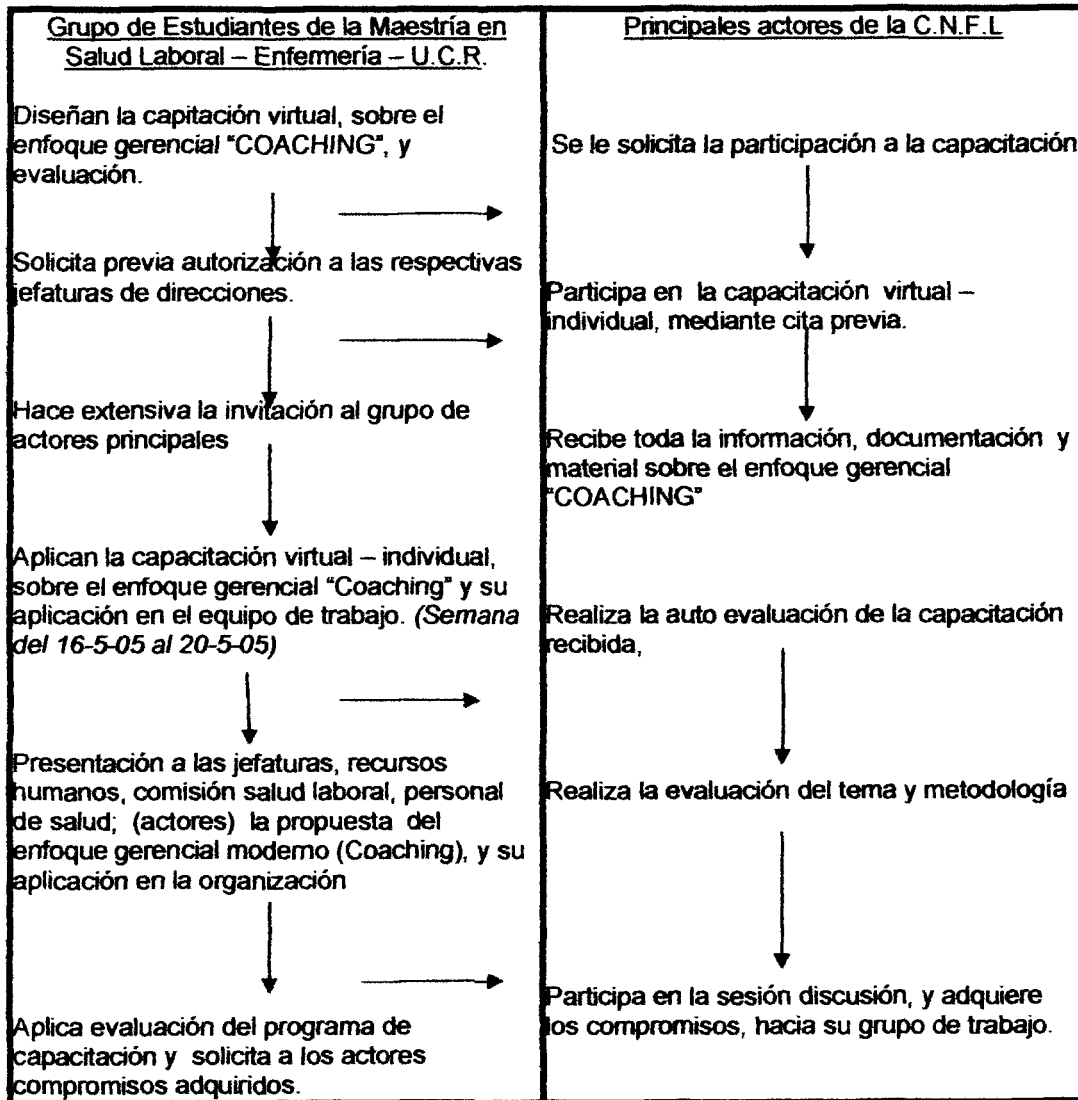 Grupo de Estudiantes de la Maestría en
Salud Laboral – Enfermería – U.C.R.
Diseñan la capitación virtual, sobre el
enfoque gerencial "COACHING", y
evaluación.
Solicita previa autorización a las respectivas
jefaturas de direcciones.
Hace extensiva la invitación al grupo de
actores principales
Aplican la capacitación virtual – individual,
sobre el enfoque gerencial "Coaching" y su
aplicación en el equipo de trabajo. (Semana
del 16-5-05 al 20-5-05)
Presentación a las jefaturas, recursos
humanos, comisión salud laboral, personal
de salud; (actores) la propuesta del
enfoque gerencial moderno (Coaching), y su
aplicación en la organización
Aplica evaluación del programa de
capacitación y solicita a los actores
compromisos adquiridos.
Principales actores de la C.N.F.L
Se le solicita la participación a la capacitación
Participa en la capacitación virtual –
individual, mediante cita previa.
Recibe toda la información, documentación y
material sobre el enfoque gerencial
"COACHING"
Realiza la auto evaluación de la capacitación
recibida,
Realiza la evaluación del tema y metodología
Participa en la sesión discusión, y adquiere
los compromisos, hacia su grupo de trabajo.